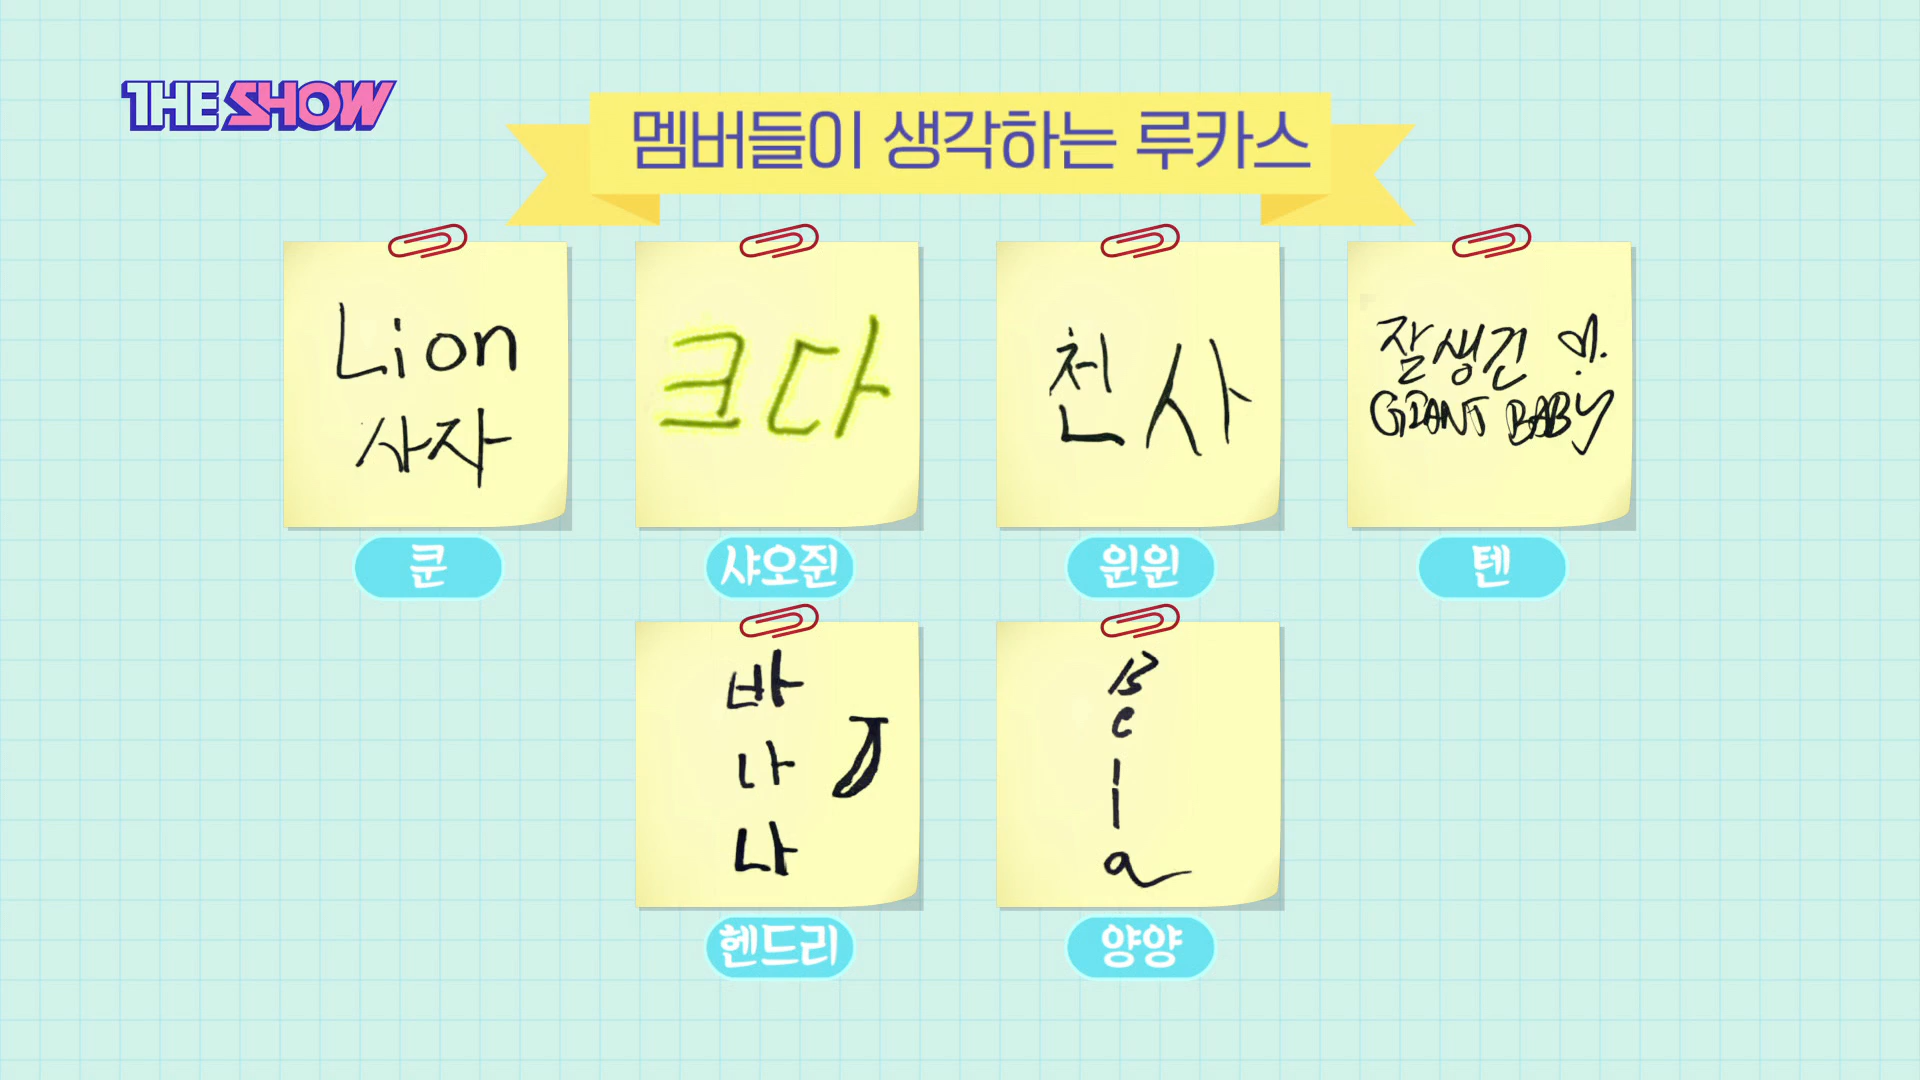 THE SHOW
멤버들이 생각하는 루카스
Lion
사자
쿤
크다
샤오쥔
천사
윈윈
잘생긴
GIANT BABY
텐
바
나
나
헨드리
B
e
l
l
a
양양